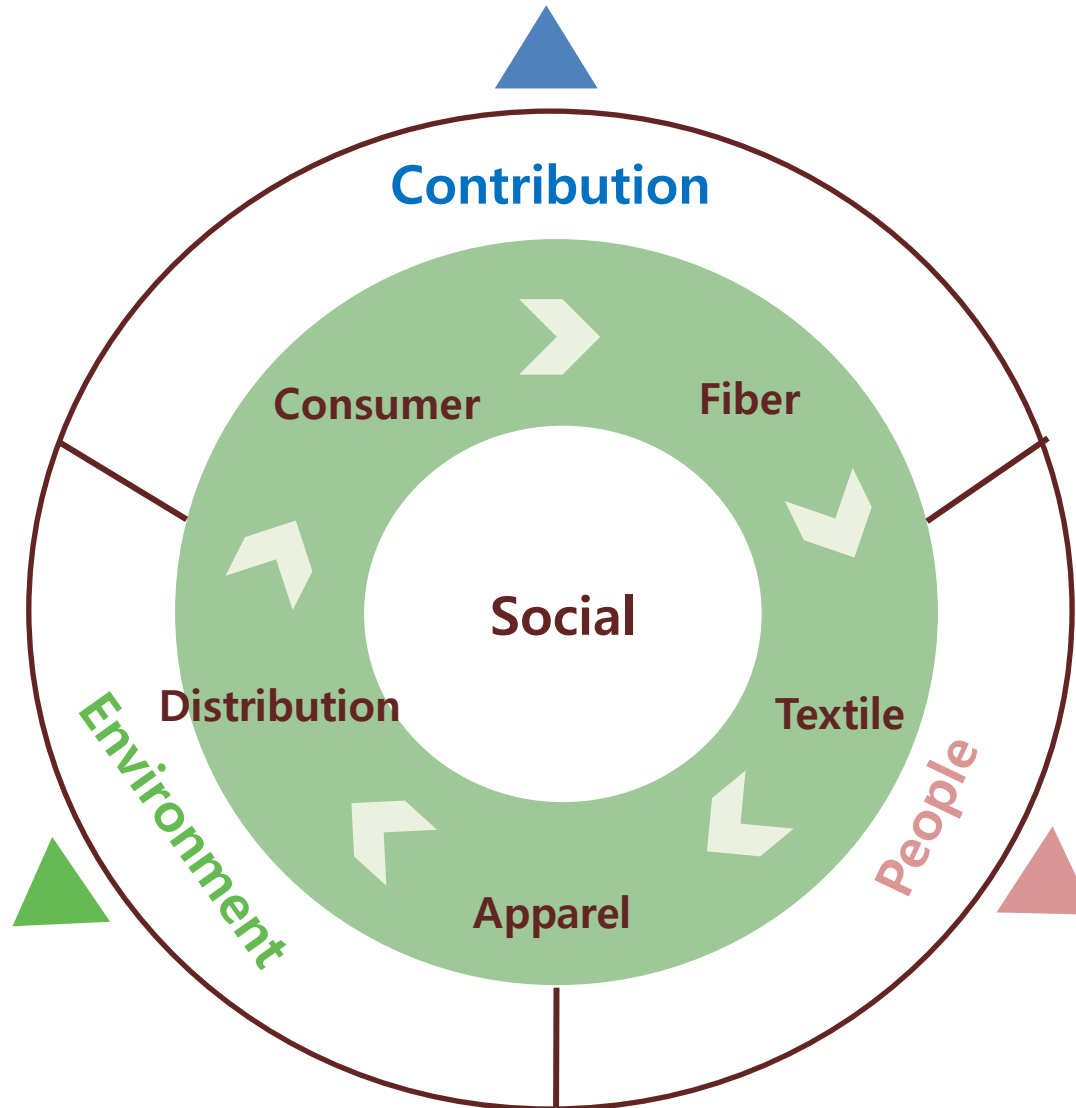 Contribution
Consumer
Fiber
Social
Distribution
Textile
Environment
People
Apparel